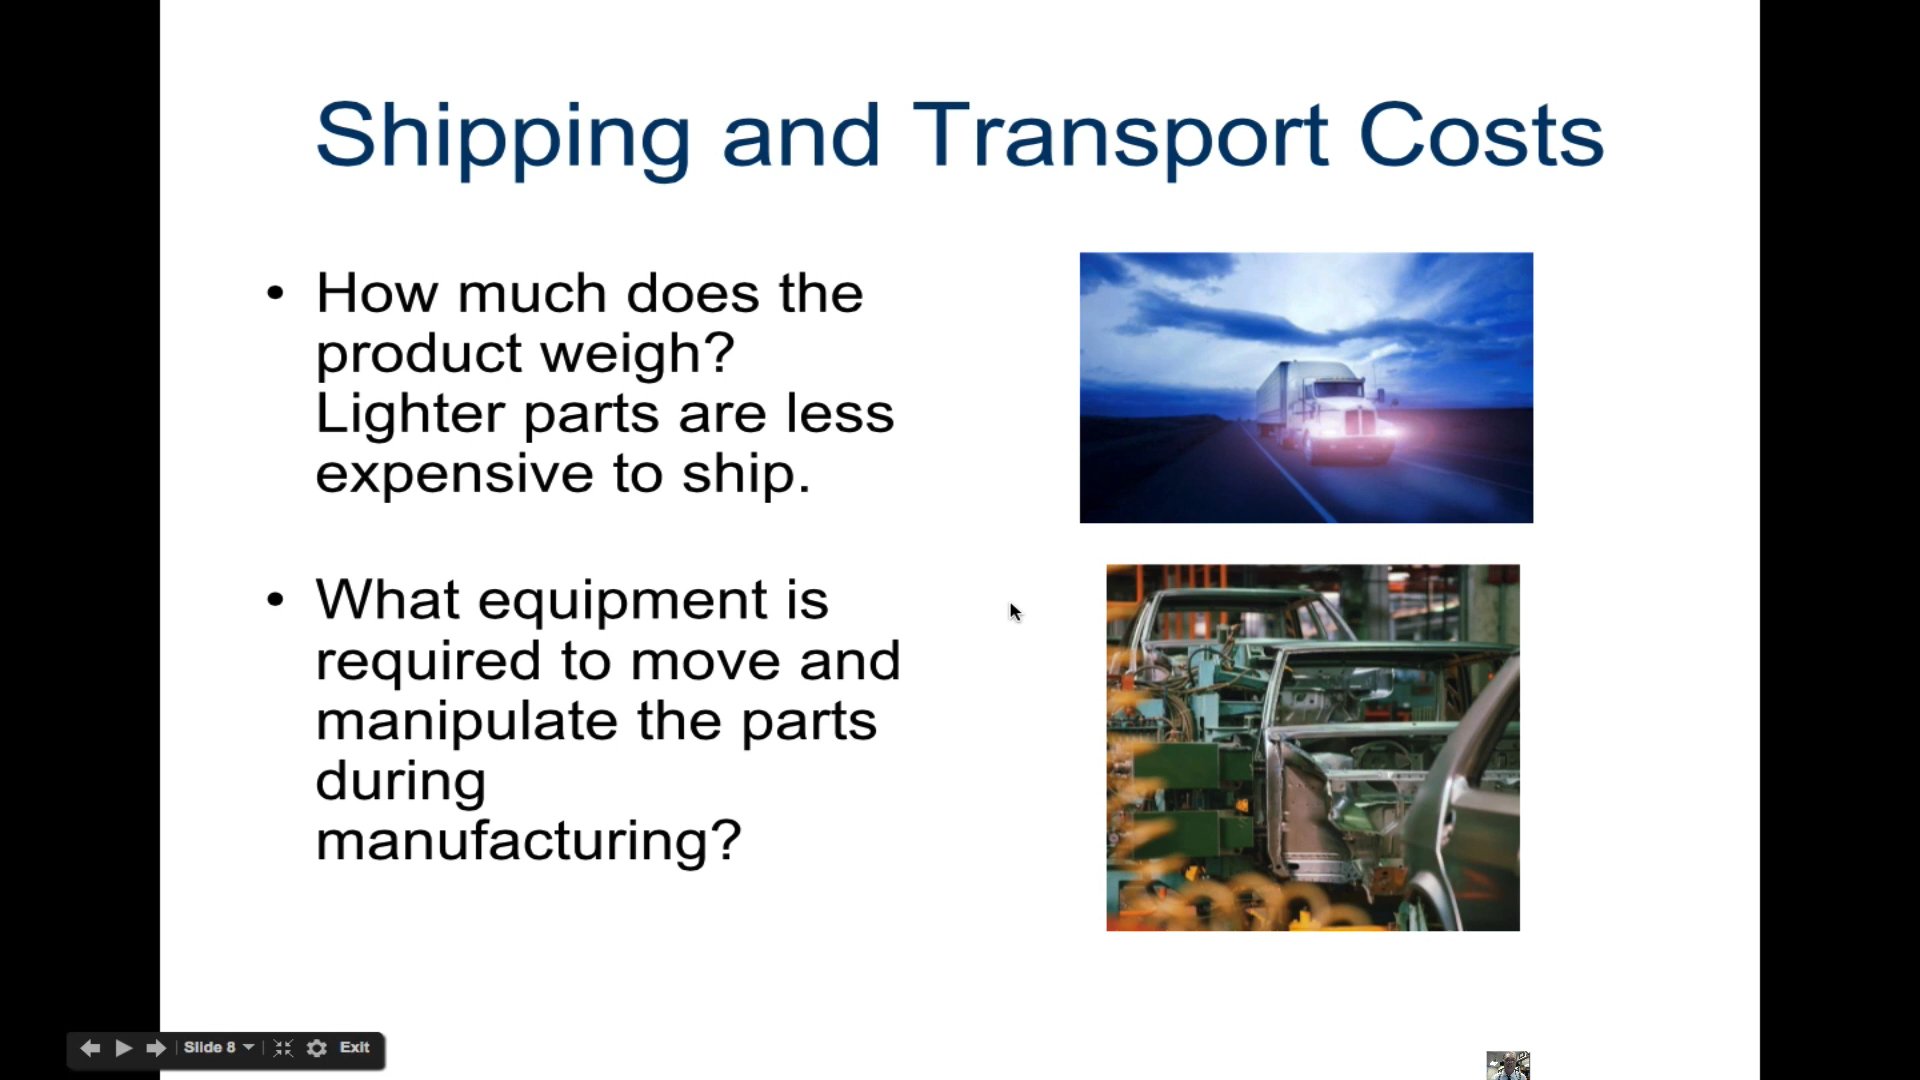 Shipping and Transport Costs
• How much does the
product weigh?
Lighter parts are less
expensive to ship.
• What equipment is
required to move and
manipulate the parts
during
manufacturing?
Slide 8
Exit